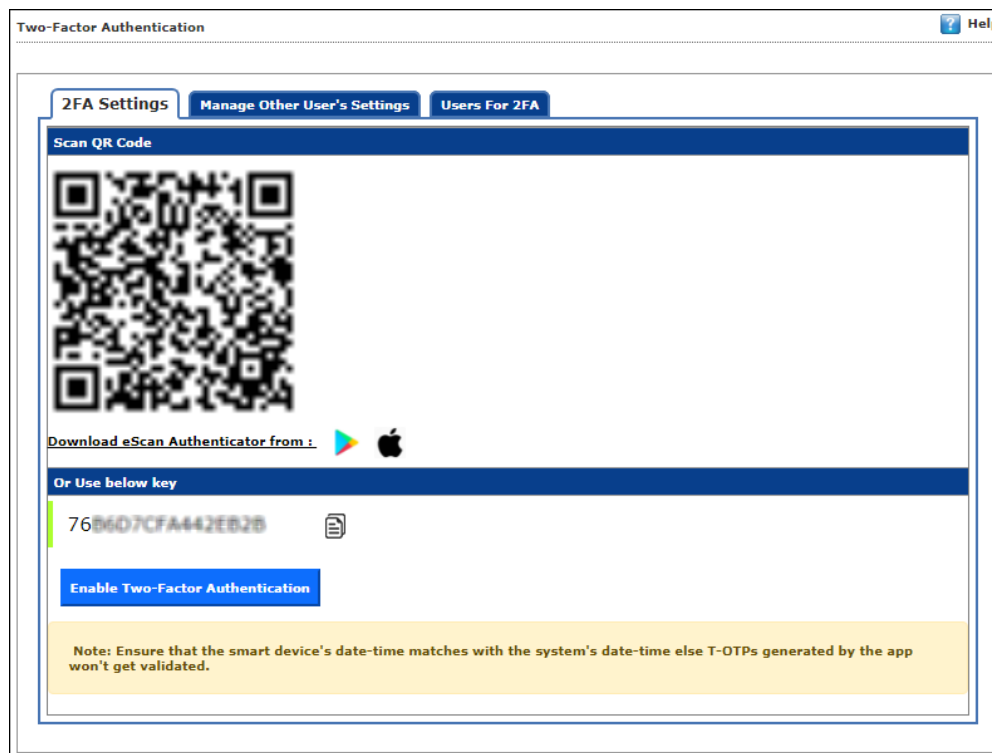 Two-Factor Authentication
Hel
2FA Settings
Manage Other User's Settings
Users For 2FA
Scan QR Code
Download eScan Authenticator from :
Or Use below key
76
Enable Two-Factor Authentication
Note: Ensure that the smart device's date-time matches with the system's date-time else T-OTPs generated by the app
won't get validated.